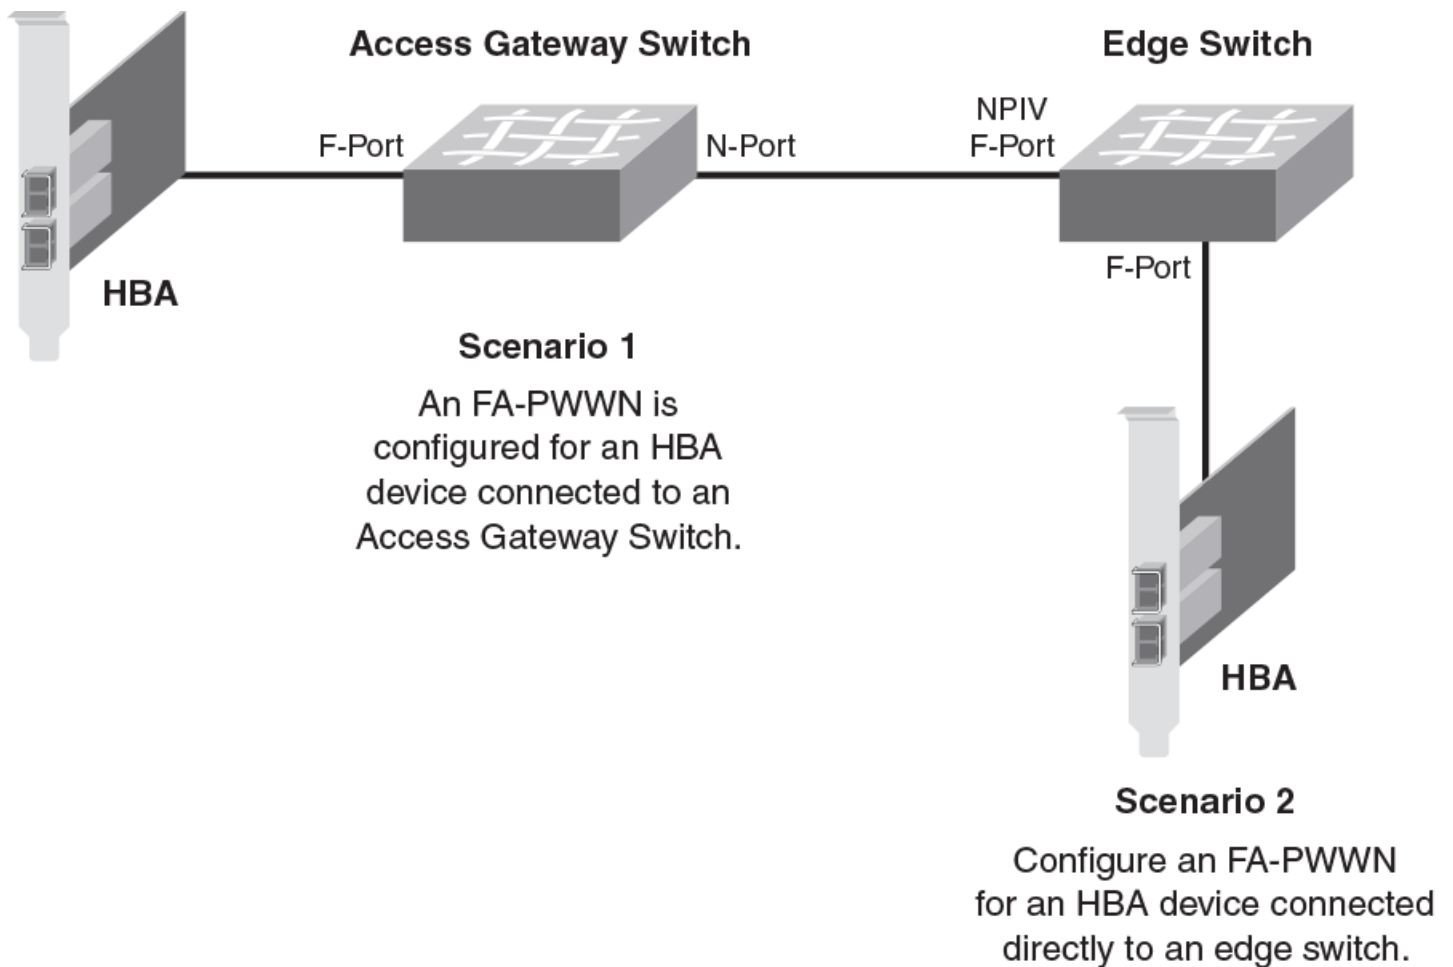 Access Gateway Switch
Edge Switch
F-Port
N-Port
NPIV
F-Port
F-Port
HBA
Scenario 1
An FA-PWWN is
configured for an HBA
device connected to an
Access Gateway Switch.
HBA
Scenario 2
Configure an FA-PWWN
for an HBA device connected
directly to an edge switch.